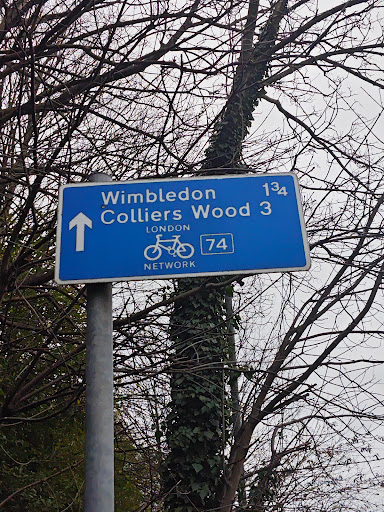 Wimbledon 1¾
Colliers Wood 3
LONDON
74
NETWORK